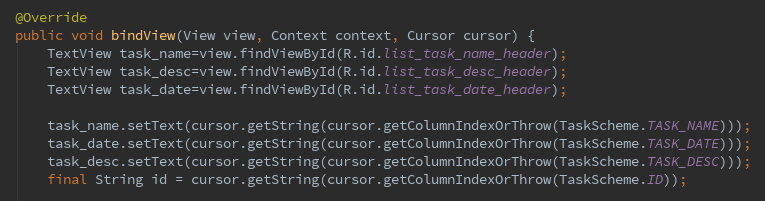 @Override
public void bindView(View view, Context context, Cursor cursor) {
    TextView task_name=view.findViewById(R.id.list_task_name_header);
    TextView task_desc=view.findViewById(R.id.list_task_desc_header);
    TextView task_date=view.findViewById(R.id.list_task_date_header);

    task_name.setText(cursor.getString(cursor.getColumnIndexOrThrow(TaskScheme.TASK_NAME)));
    task_date.setText(cursor.getString(cursor.getColumnIndexOrThrow(TaskScheme.TASK_DATE)));
    task_desc.setText(cursor.getString(cursor.getColumnIndexOrThrow(TaskScheme.TASK_DESC)));
    final String id = cursor.getString(cursor.getColumnIndexOrThrow(TaskScheme.ID));